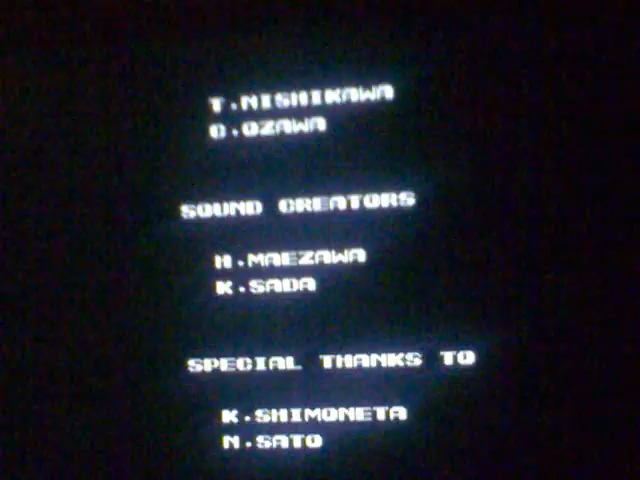 T.NISHIKAWA
O.OZAWA
SOUND CREATORS
H.MAEZAWA
K.SADA
SPECIAL THANKS TO
K.SHIMONETA
N.SATO